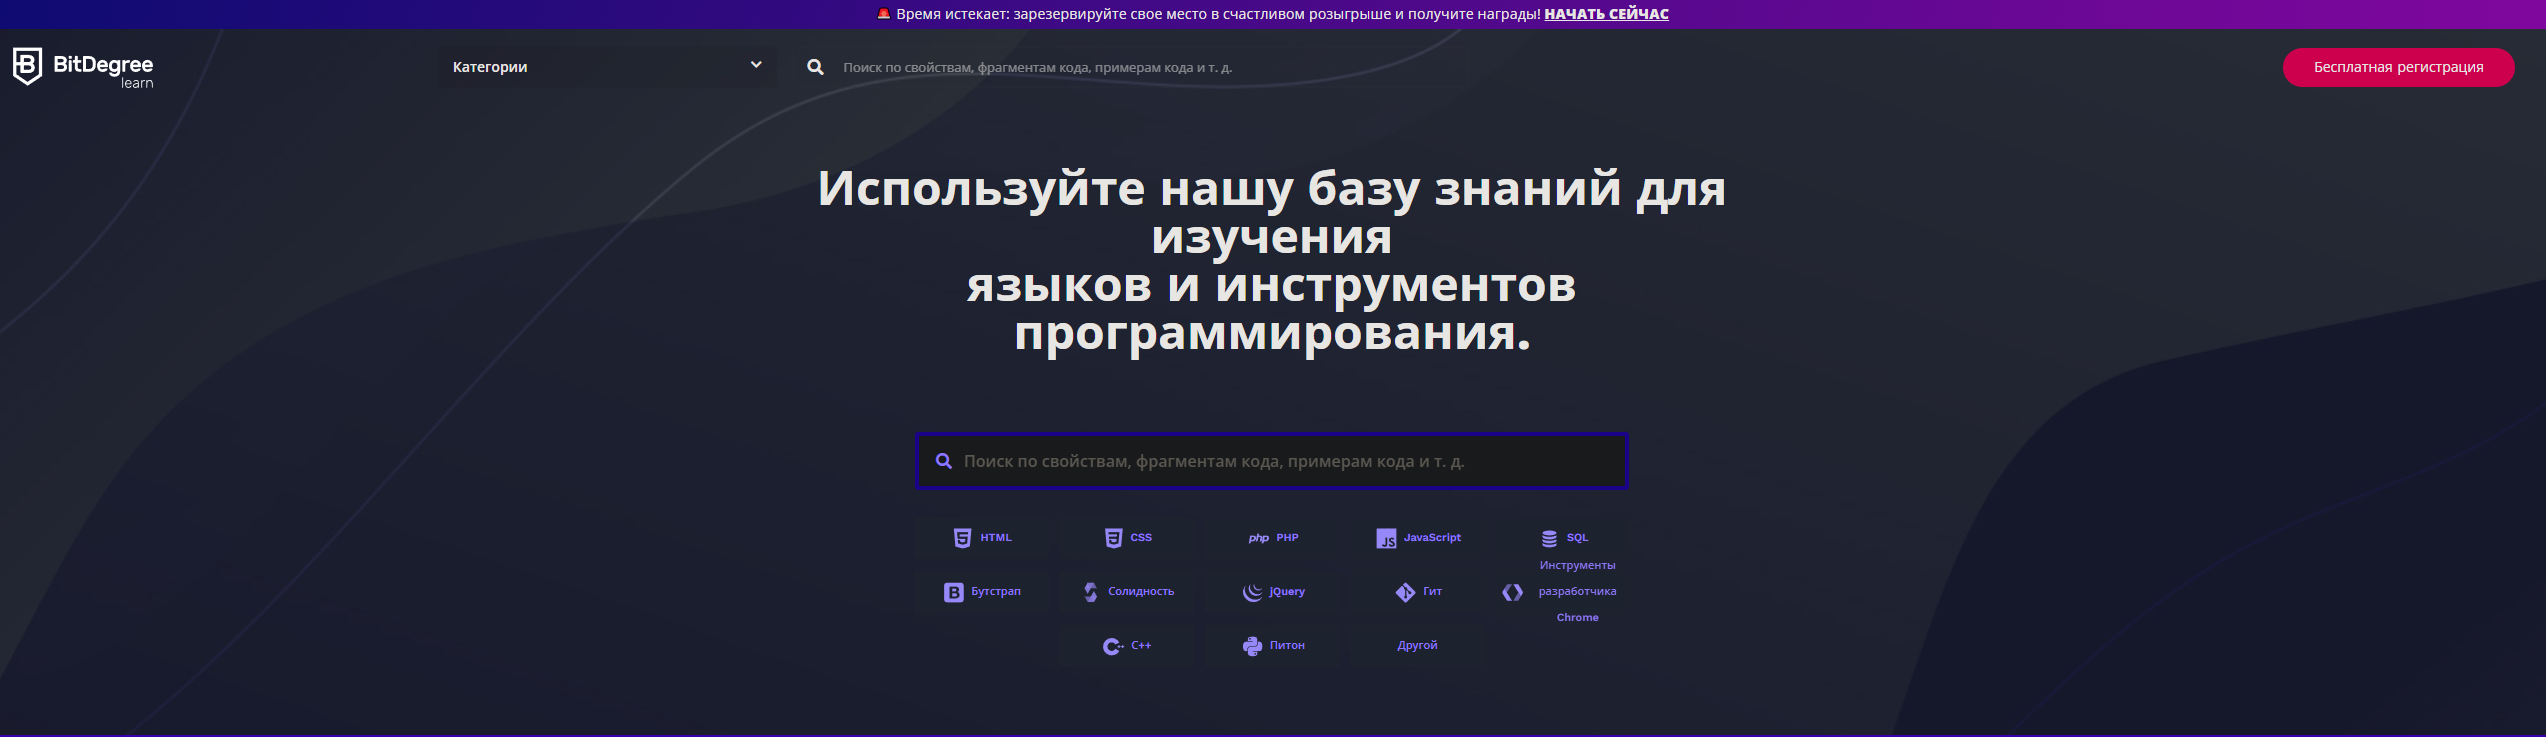 🚨 Время истекает: зарезервируйте свое место в счастливом розыгрыше и получите награды! НАЧАТЬ СЕЙЧАС
BitDegree
learn
Категории
Поиск по свойствам, фрагментам кода, примерам кода и т. д.
Бесплатная регистрация
Используйте нашу базу знаний для
изучения
языков и инструментов
программирования.
Поиск по свойствам, фрагментам кода, примерам кода и т. д.
HTML
CSS
php PHP
JS JavaScript
SQL
Бутстрап
Солидность
jQuery
Гит
Инструменты
разработчика
Chrome
C++
Питон
Другой